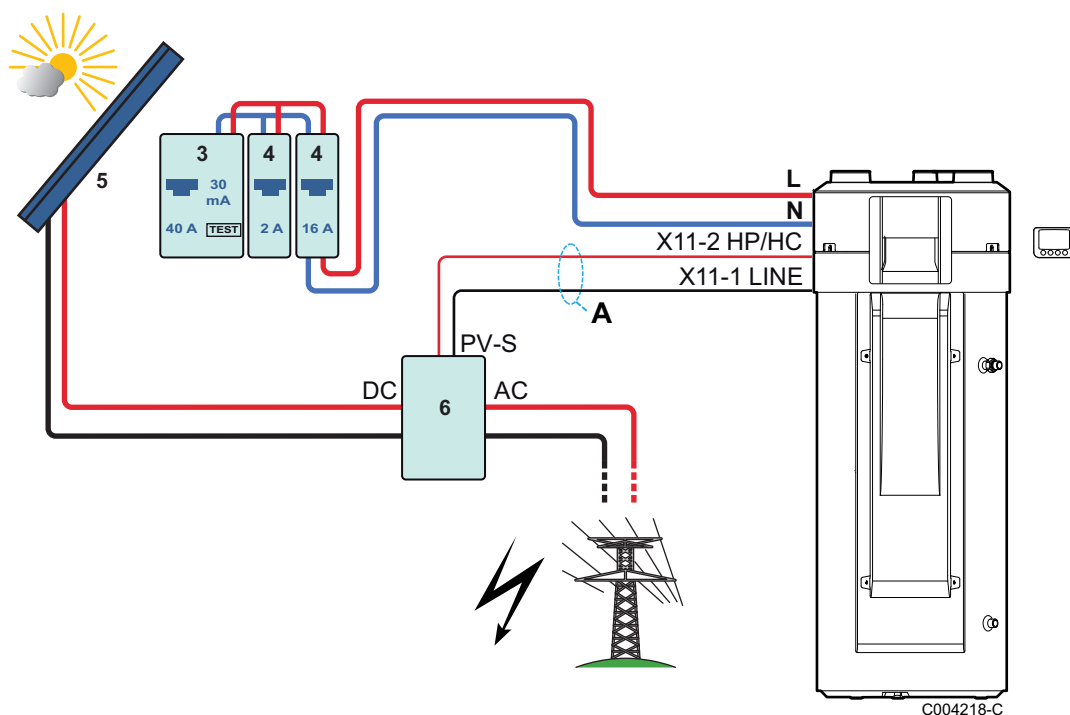 5
3
30
mA
40 A
TEST
4
2 A
4
16 A
L
N
X11-2 HP/HC
X11-1 LINE
A
PV-S
DC
6
AC
C004218-C